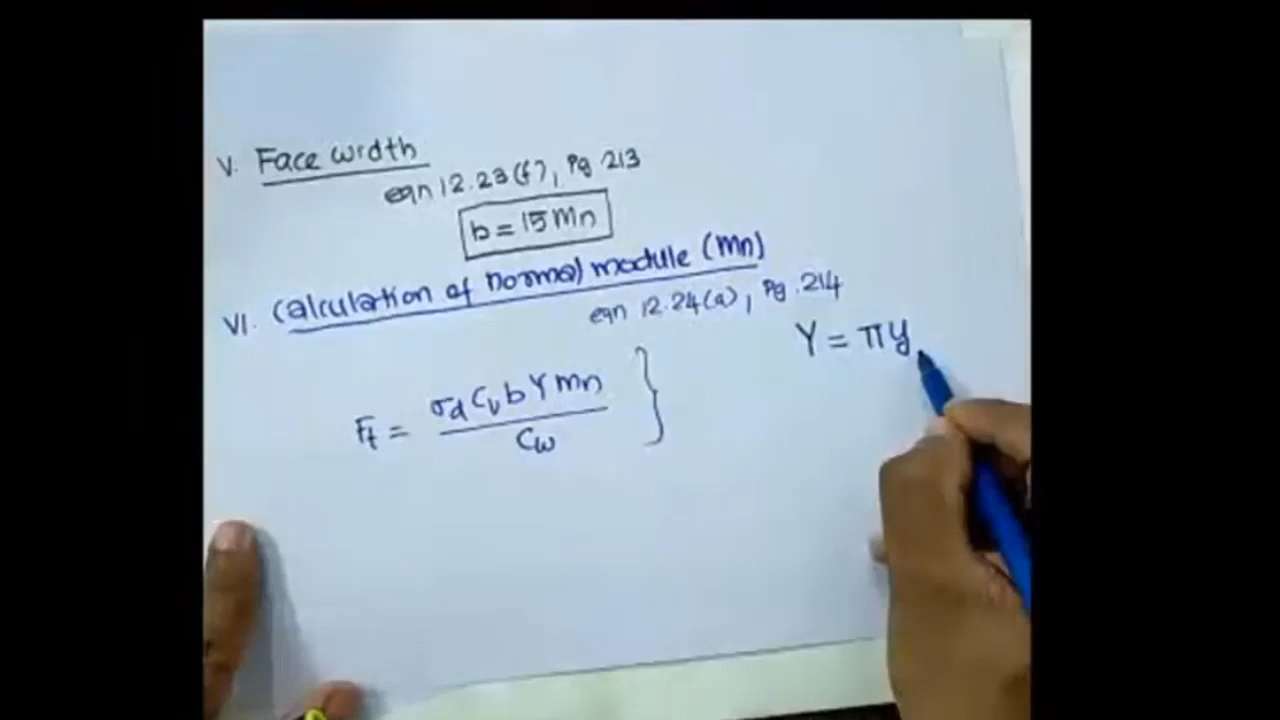 V. Face width
eqn 12.23(f), Pg 213
b = 15 Mn
VI. Calculation of normal module (Mn)
eqn 12.24(a), Pg. 214
Y = πy
Ft = σd Cv b Y Mn
Cw